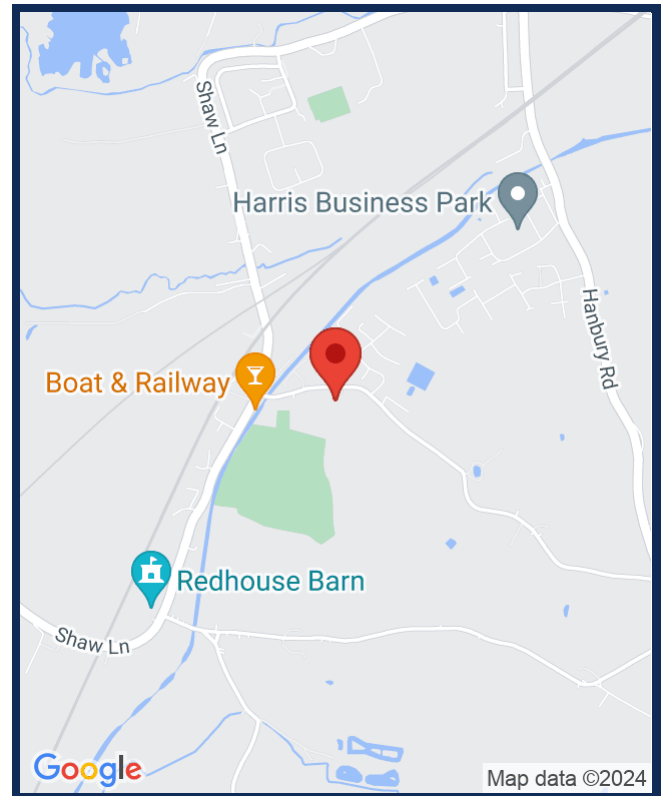 Shaw Ln
Harris Business Park
Hanbury Rd
Boat & Railway
Redhouse Barn
Shaw Ln
Google
Map data ©2024